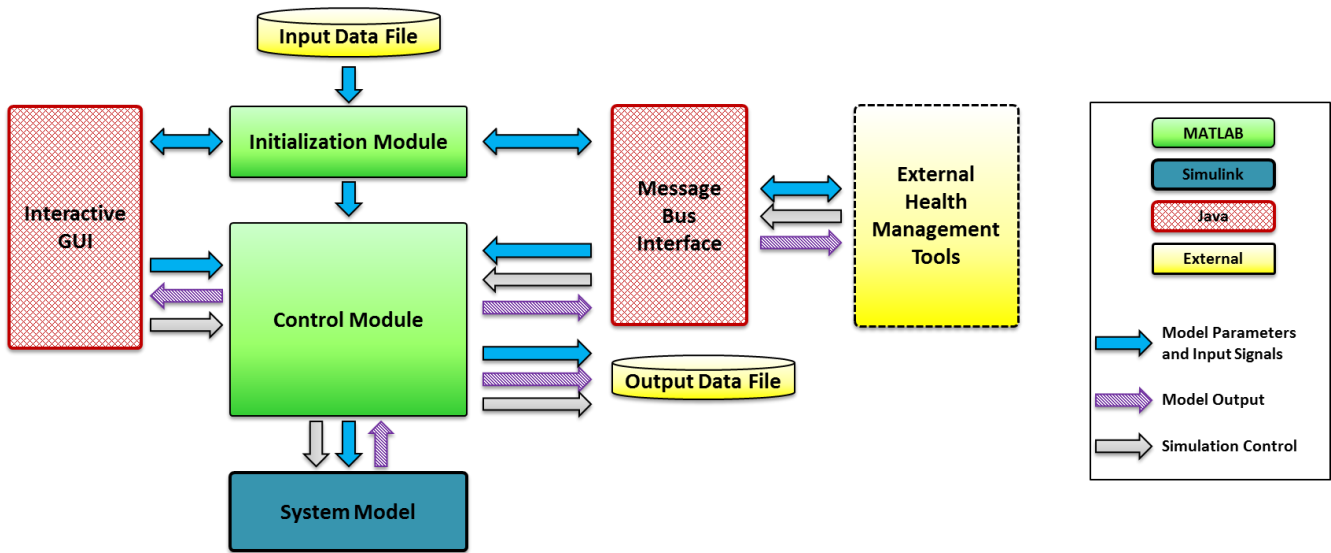 Input Data File
Initialization Module
Interactive
GUI
Control Module
System Model
Message
Bus
Interface
Output Data File
External
Health
Management
Tools
MATLAB
Simulink
Java
External
Model Parameters
and Input Signals
Model Output
Simulation Control